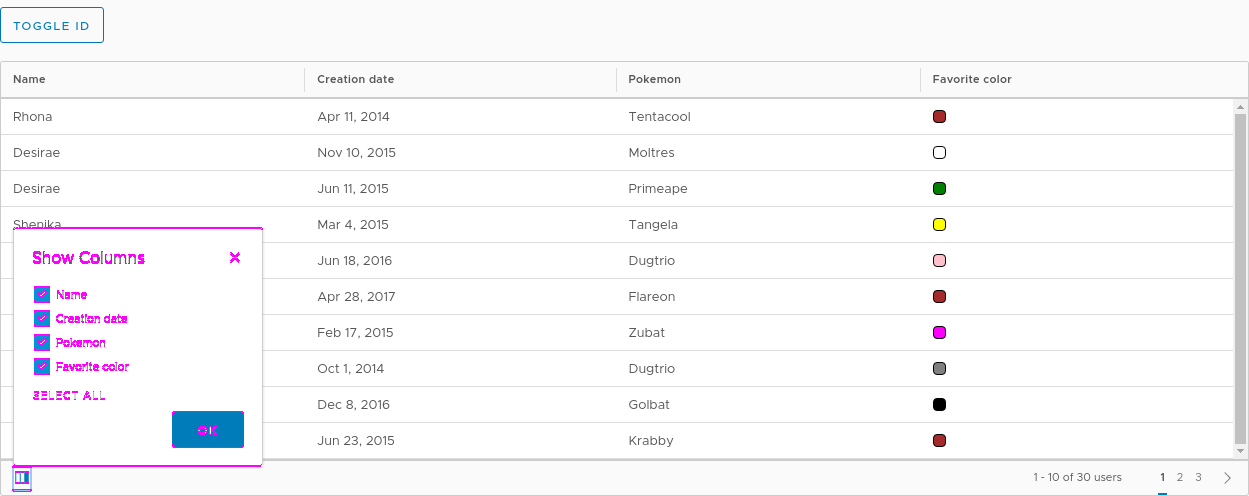 TOGGLE ID
Name Creation date Pokemon Favorite color
Rhona Apr 11, 2014 Tentacool
Desirae Nov 10, 2015 Moltres
Desirae Jun 11, 2015 Primeape
Shenika Mar 4, 2015 Tangela
Jun 18, 2016 Dugtrio
Apr 28, 2017 Flareon
Feb 17, 2015 Zubat
Oct 1, 2014 Dugtrio
Dec 8, 2016 Golbat
Jun 23, 2015 Krabby
Show Columns
Name
Creation date
Pokemon
Favorite color
SELECT ALL
OK
1 - 10 of 30 users 1 2 3